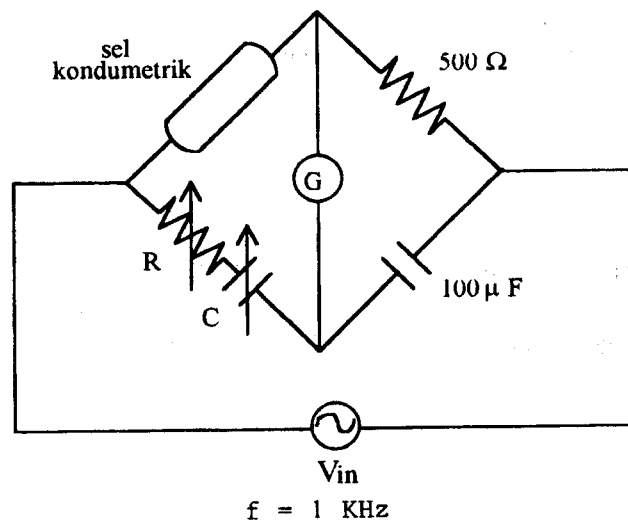 sel
kondumetrik
500 Ω
G
R
C
100 μ F
Vin
f = 1 KHz